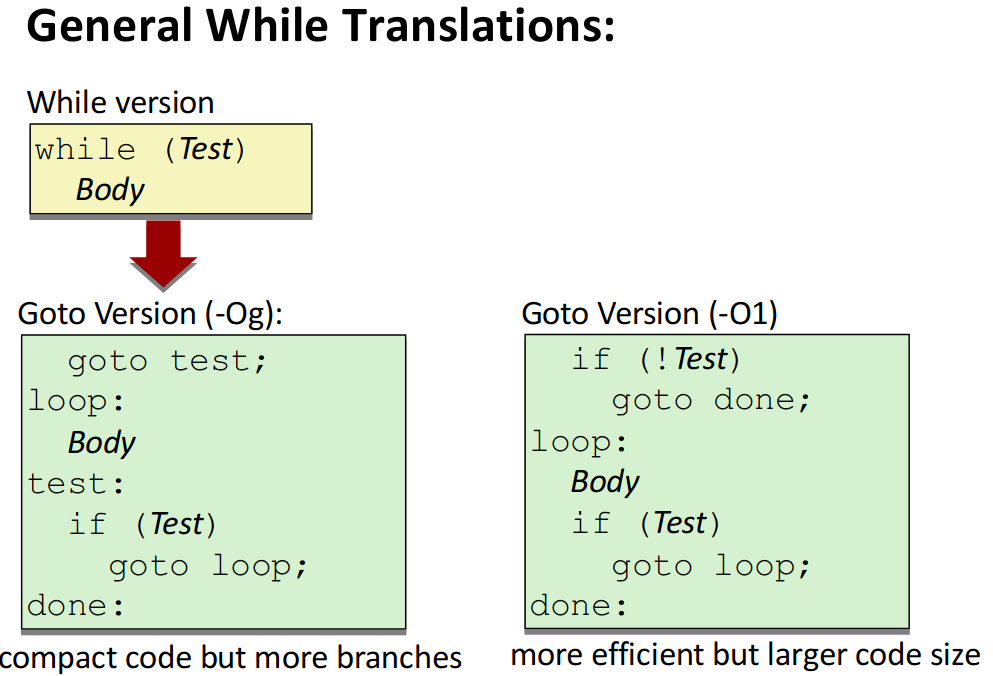 General While Translations:
While version
while (Test)
Body
Goto Version (-Og):
goto test;
loop:
Body
test:
if (Test)
goto loop;
done:
compact code but more branches
Goto Version (-O1)
if (!Test)
goto done;
loop:
Body
if (Test)
goto loop;
done:
more efficient but larger code size